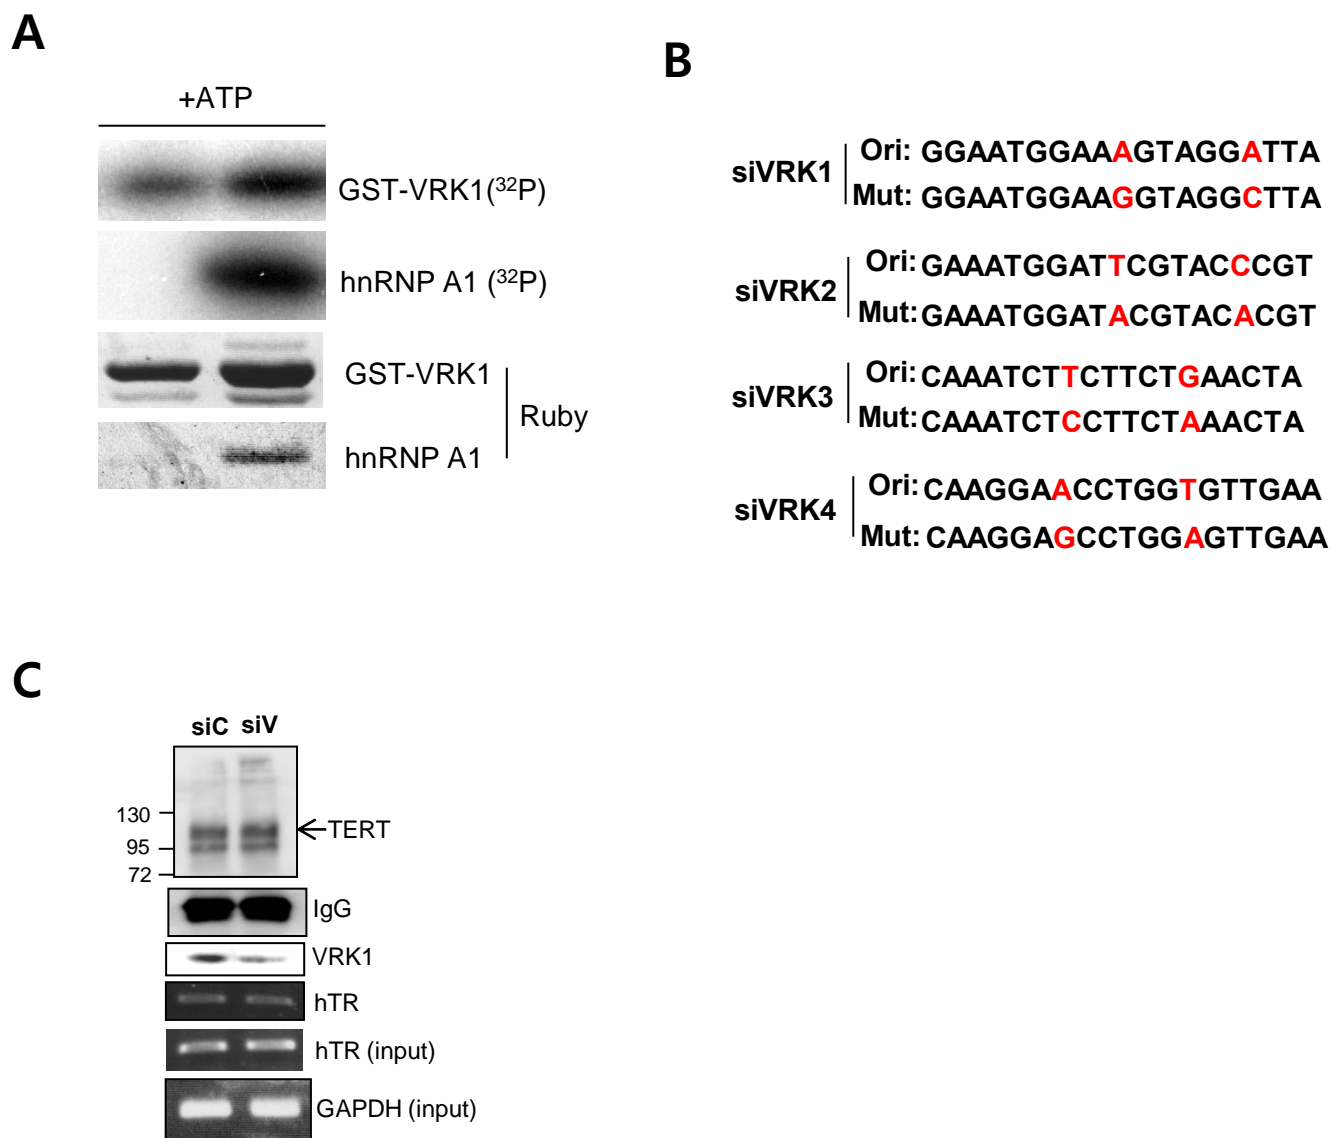 A
+ATP
GST-VRK1(³²P)
hnRNP A1 (³²P)
GST-VRK1
Ruby
hnRNP A1
B
siVRK1
Ori: GGAATGGAAAGTAGGATTA
Mut: GGAATGGAAGGTAGGCTTA
siVRK2
Ori: GAAATGGATTCGTACCCGT
Mut: GAAATGGATACGTACACGT
siVRK3
Ori: CAAATCTTCTTCTGAACTA
Mut: CAAATCTCCTTCTAAACTA
siVRK4
Ori: CAAGGAACCTGGTGTTGAA
Mut: CAAGGAGCCTGGAGTTGAA
C
siC siV
130
TERT
95
72
IgG
VRK1
hTR
hTR (input)
GAPDH (input)